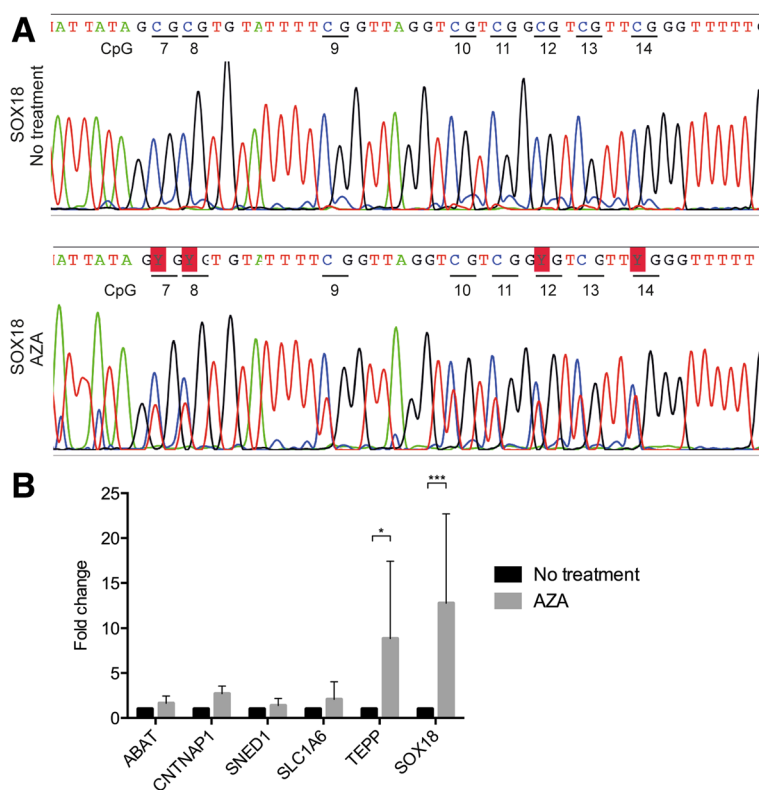 A
ATTATAGCGCGTGTATTTTCGGTTAGGTCGTCGGCGTCGTTCGGGTTTTT
CpG 7 8 9 10 11 12 13 14
SOX18
No treatment
ATTATAGYGYGTGTATTTTCGGTTAGGTCGTCGGYGTCGTTYGGGTTTTT
CpG 7 8 9 10 11 12 13 14
SOX18
AZA
B
Fold change
25
20
15
10
5
0
*
***
No treatment
AZA
ABAT
CNTNAP1
SNED1
SLC1A6
TEPP
SOX18